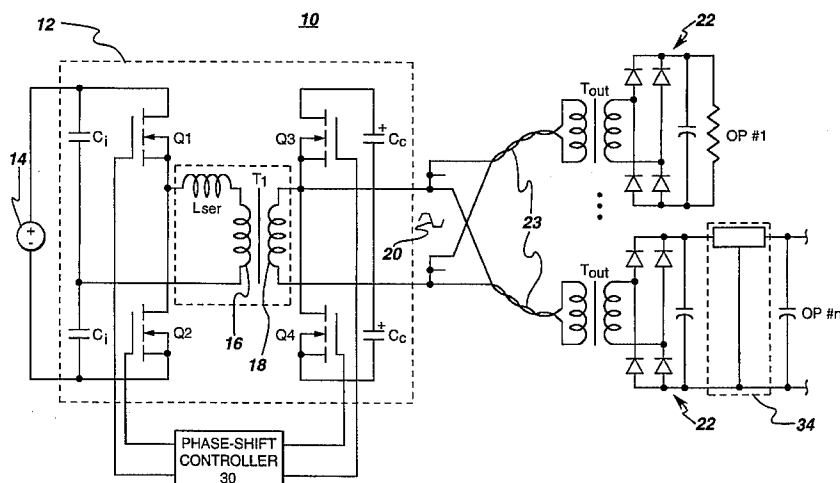 10
12
22
14
Ci
Q1
Q3
+
Cc
T1
Lser
Tout
OP #1
23
20
+
-
Ci
Q2
16
18
Q4
+
Cc
Tout
OP #n
22
34
PHASE-SHIFT
CONTROLLER
30